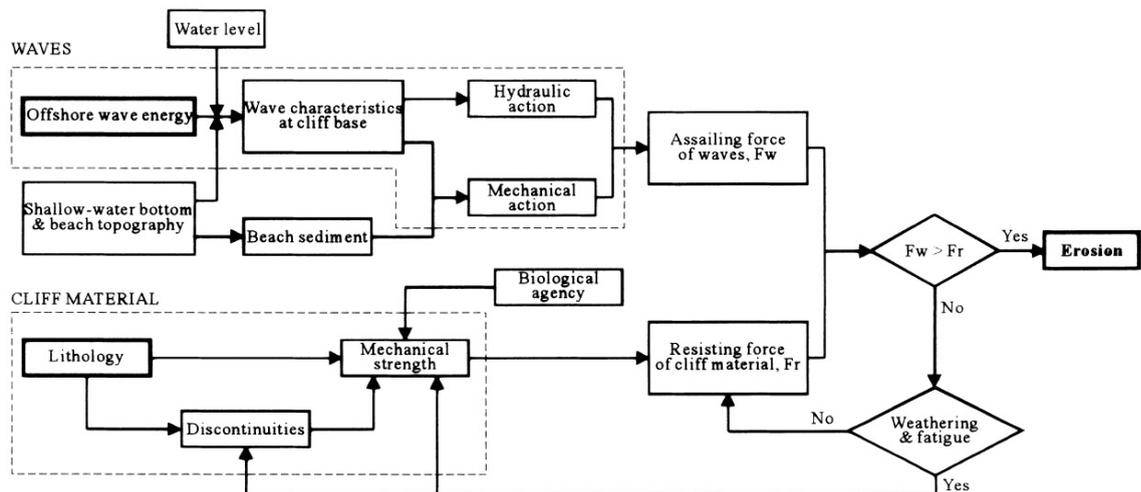 Water level
WAVES
Offshore wave energy
Wave characteristics
at cliff base
Hydraulic
action
Assailing force
of waves, Fw
Mechanical
action
Shallow-water bottom
& beach topography
Beach sediment
Fw > Fr
Yes
Erosion
No
Biological
agency
CLIFF MATERIAL
Lithology
Mechanical
strength
Resisting force
of cliff material, Fr
Discontinuities
No
Weathering
& fatigue
Yes